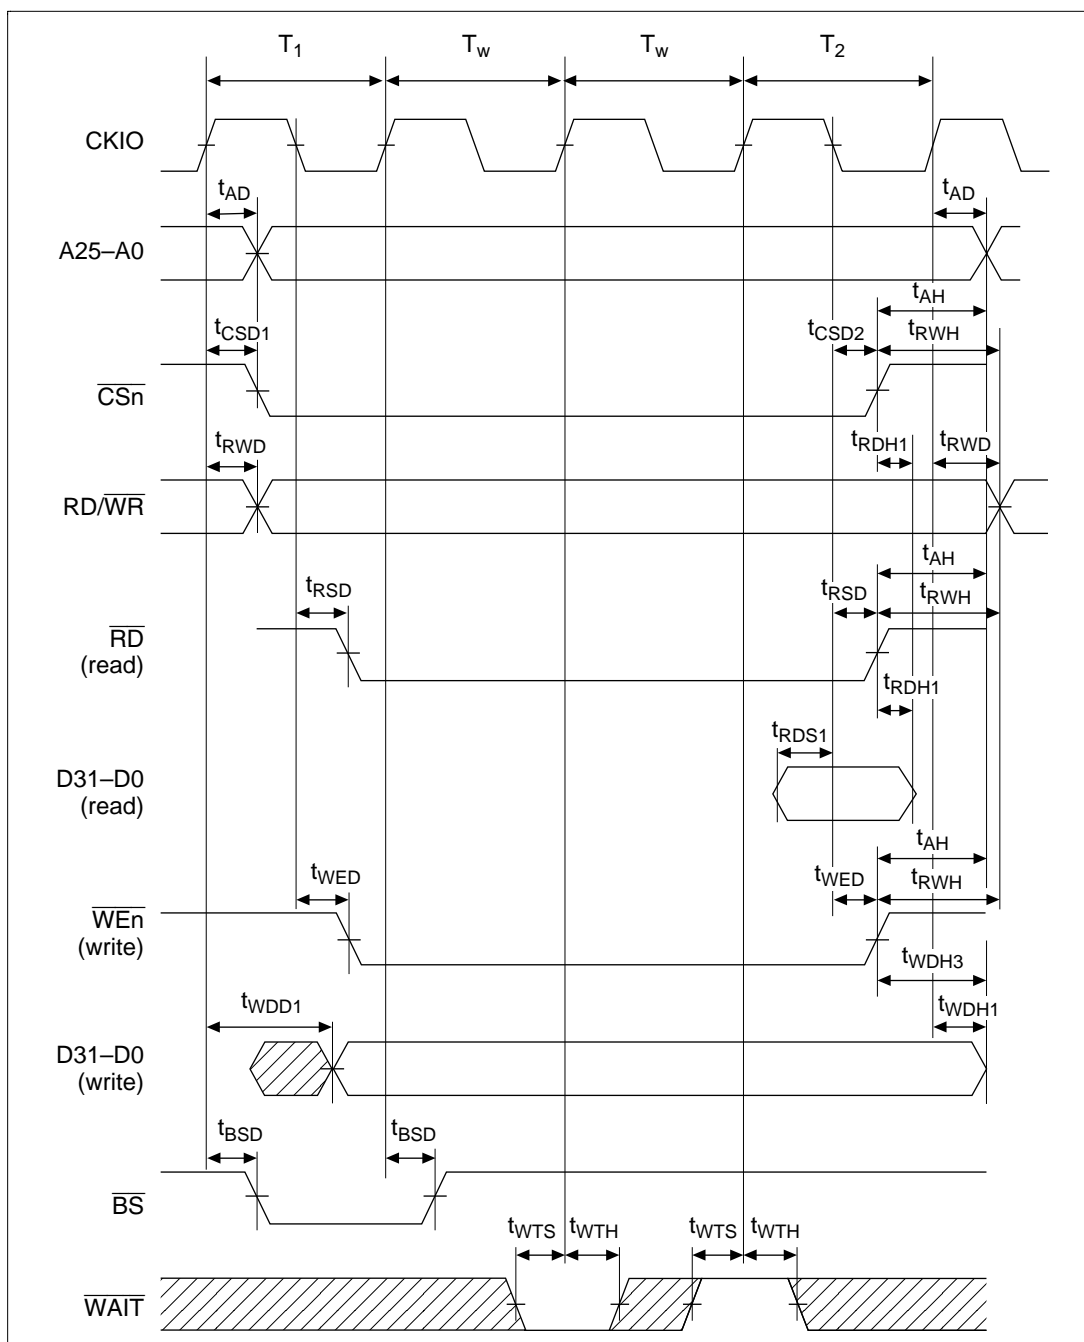 T1 Tw Tw T2
CKIO
tAD tAD
A25–A0
tAH
tCSD1 tCSD2 tRWH
CSn
tRWD tRDH1 tRWD
RD/WR
tAH
tRSD tRSD tRWH
RD
(read)
tRDH1
tRDS1
D31–D0
(read)
tAH
tWED tWED tRWH
WEn
(write)
tWDH3
tWDD1 tWDH1
D31–D0
(write)
tBSD tBSD
BS
tWTS tWTH tWTS tWTH
WAIT